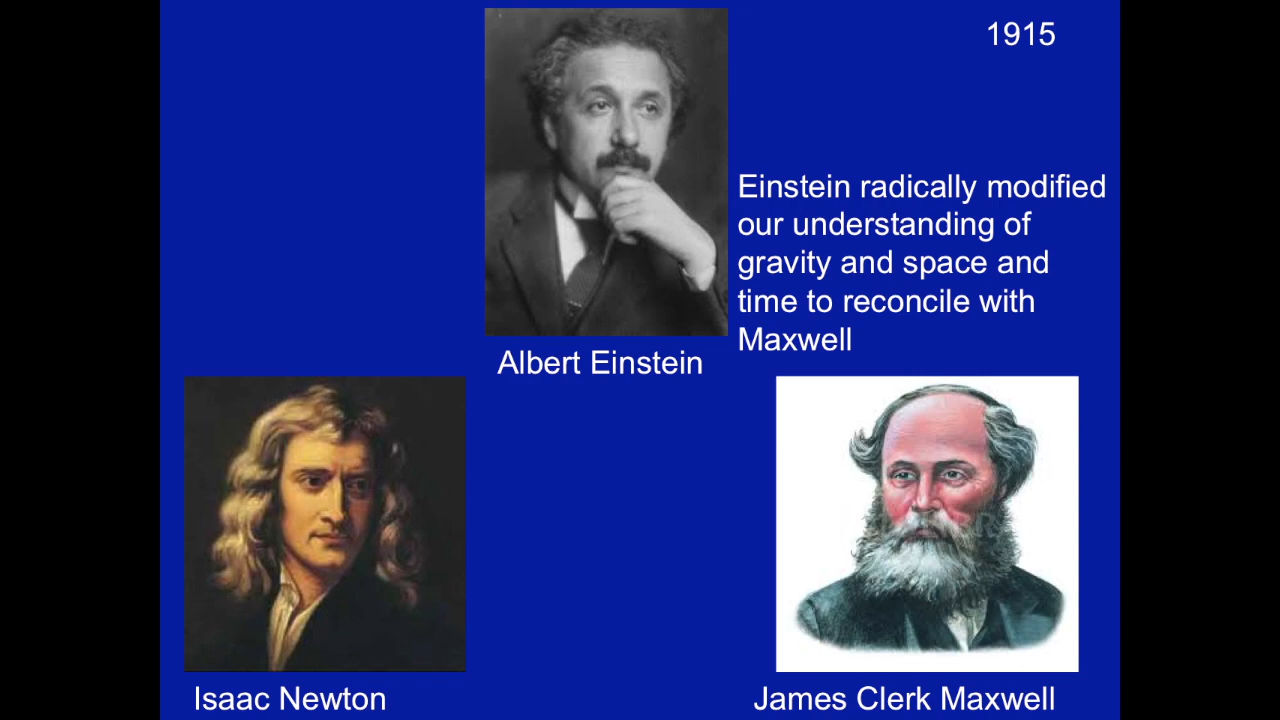 1915
Einstein radically modified
our understanding of
gravity and space and
time to reconcile with
Maxwell
Albert Einstein
Isaac Newton
James Clerk Maxwell